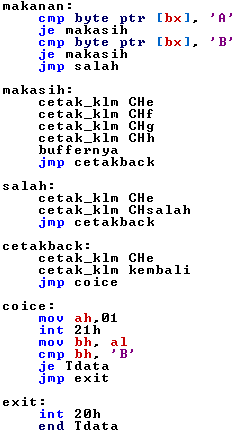 makanan:
cmp byte ptr [bx], 'A'
je makasih
cmp byte ptr [bx], 'B'
je makasih
jmp salah
makasih:
cetak_klm CHe
cetak_klm CHf
cetak_klm CHg
cetak_klm CHh
buffernya
jmp cetakback
salah:
cetak_klm CHe
cetak_klm CHsalah
jmp cetakback
cetakback:
cetak_klm CHe
cetak_klm kembali
jmp coice
coice:
mov ah,01
int 21h
mov bh, al
cmp bh, 'B'
je Tdata
jmp exit
exit:
int 20h
end Tdata